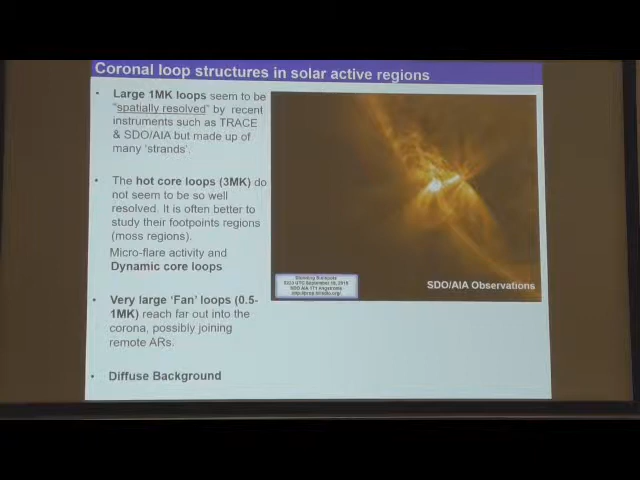 Coronal loop structures in solar active regions
• Large 1MK loops seem to be
"spatially resolved" by recent
instruments such as TRACE
& SDO/AIA but made up of
many 'strands'.
• The hot core loops (3MK) do
not seem to be so well
resolved. It is often better to
study their footpoints regions
(moss regions).
Micro-flare activity and
Dynamic core loops
• Very large 'Fan' loops (0.5-
1MK) reach far out into the
corona, possibly joining
remote ARs.
• Diffuse Background
SDO/AIA Observations